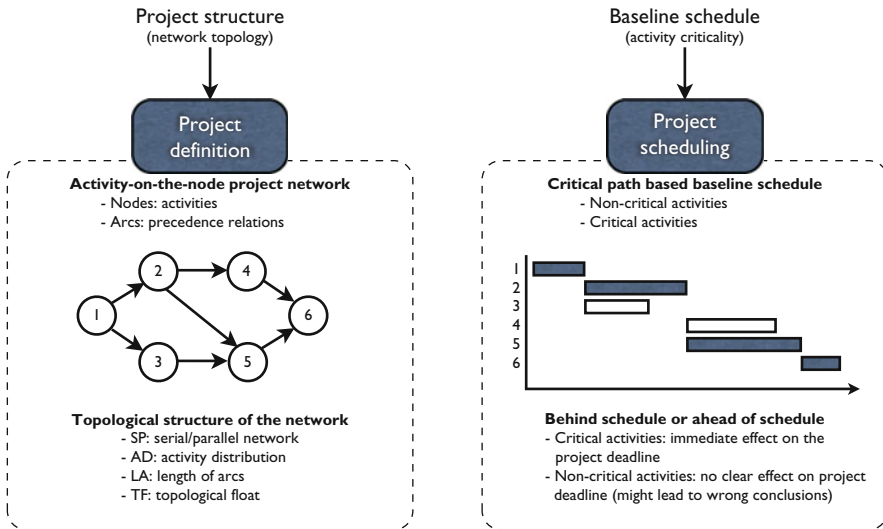 Project structure
(network topology)
Project
definition
Activity-on-the-node project network
- Nodes: activities
- Arcs: precedence relations
1
2
3
4
5
6
Topological structure of the network
- SP: serial/parallel network
- AD: activity distribution
- LA: length of arcs
- TF: topological float
Baseline schedule
(activity criticality)
Project
scheduling
Critical path based baseline schedule
- Non-critical activities
- Critical activities
1
2
3
4
5
6
Behind schedule or ahead of schedule
- Critical activities: immediate effect on the
project deadline
- Non-critical activities: no clear effect on project
deadline (might lead to wrong conclusions)